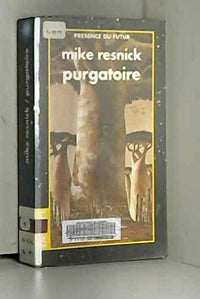 PRÉSENCE DU FUTUR
mike resnick
purgatoire
mike resnick / purgatoire